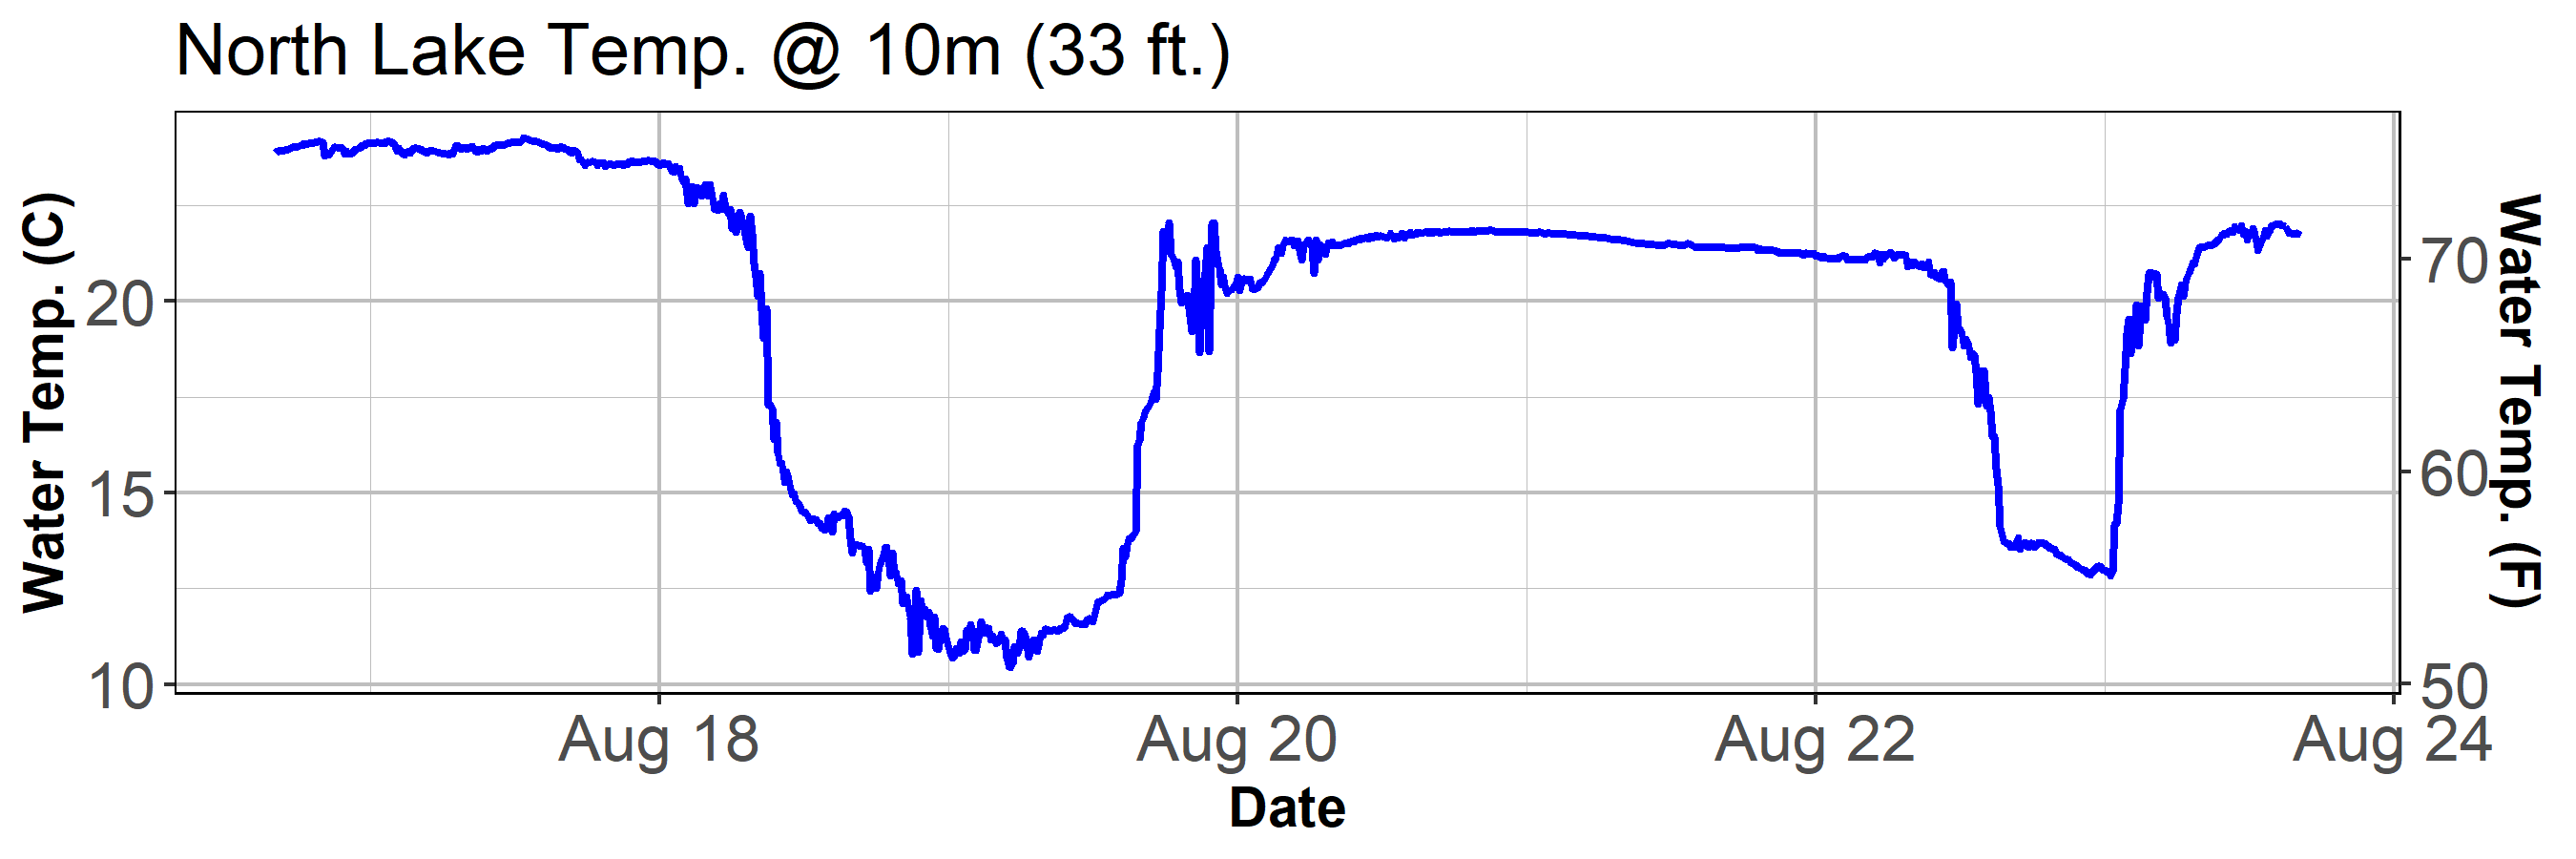 North Lake Temp. @ 10m (33 ft.)
Water Temp. (C)
20
15
10
70
60
50
Water Temp. (F)
Aug 18 Aug 20 Aug 22 Aug 24
Date